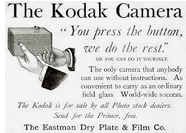 The Kodak Camera
"You press the button,
we do the rest."
OR YOU CAN DO IT YOURSELF.
The only camera that anybody
can use without instructions. As
convenient to carry as an ordinary
field glass. World-wide success.
The Kodak is for sale by all Photo stock dealers.
Send for the Primer, free.
The Eastman Dry Plate & Film Co.